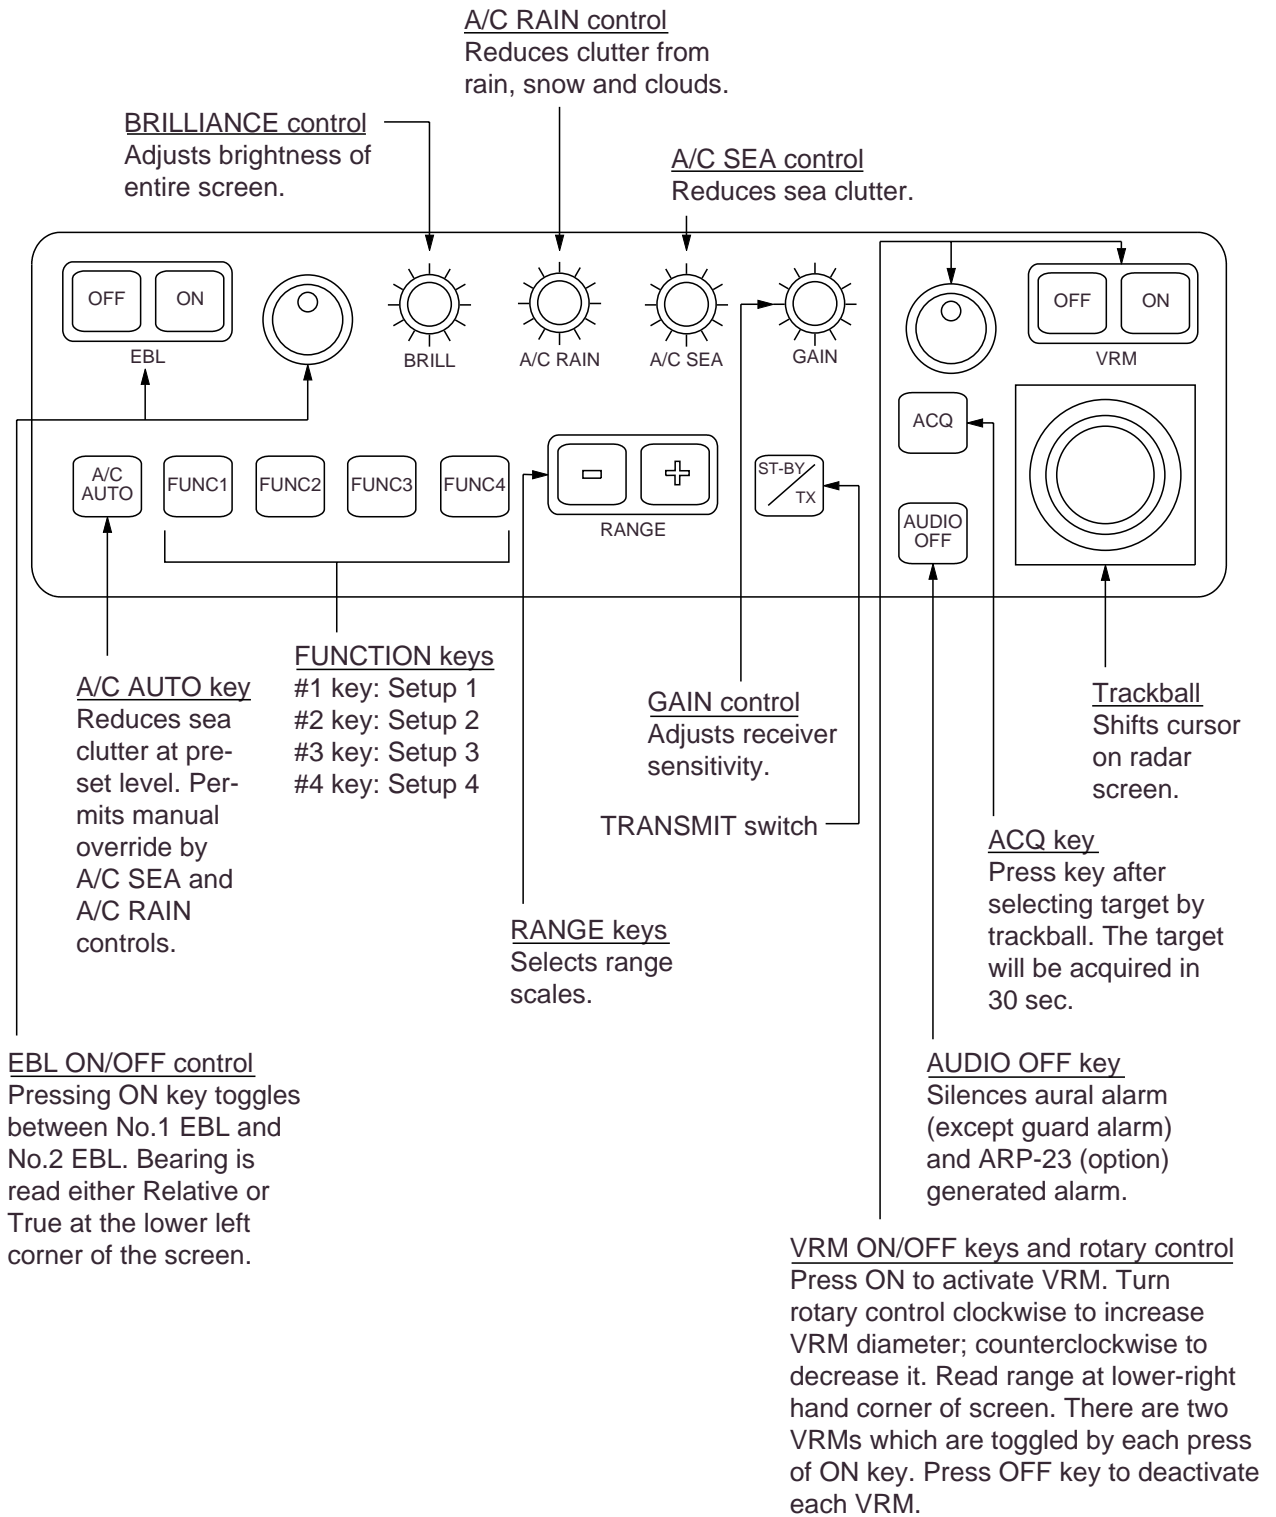 A/C RAIN control
Reduces clutter from
rain, snow and clouds.
BRILLIANCE control
Adjusts brightness of
entire screen.
A/C SEA control
Reduces sea clutter.
OFF
ON
EBL
BRILL
A/C RAIN
A/C SEA
GAIN
OFF
ON
VRM
ACQ
A/C
AUTO
FUNC1
FUNC2
FUNC3
FUNC4
-
+
RANGE
ST-BY
TX
AUDIO
OFF
A/C AUTO key
Reduces sea
clutter at pre-
set level. Per-
mits manual
override by
A/C SEA and
A/C RAIN
controls.
FUNCTION keys
#1 key: Setup 1
#2 key: Setup 2
#3 key: Setup 3
#4 key: Setup 4
RANGE keys
Selects range
scales.
GAIN control
Adjusts receiver
sensitivity.
TRANSMIT switch
Trackball
Shifts cursor
on radar
screen.
ACQ key
Press key after
selecting target by
trackball. The target
will be acquired in
30 sec.
EBL ON/OFF control
Pressing ON key toggles
between No.1 EBL and
No.2 EBL. Bearing is
read either Relative or
True at the lower left
corner of the screen.
AUDIO OFF key
Silences aural alarm
(except guard alarm)
and ARP-23 (option)
generated alarm.
VRM ON/OFF keys and rotary control
Press ON to activate VRM. Turn
rotary control clockwise to increase
VRM diameter; counterclockwise to
decrease it. Read range at lower-right
hand corner of screen. There are two
VRMs which are toggled by each press
of ON key. Press OFF key to deactivate
each VRM.